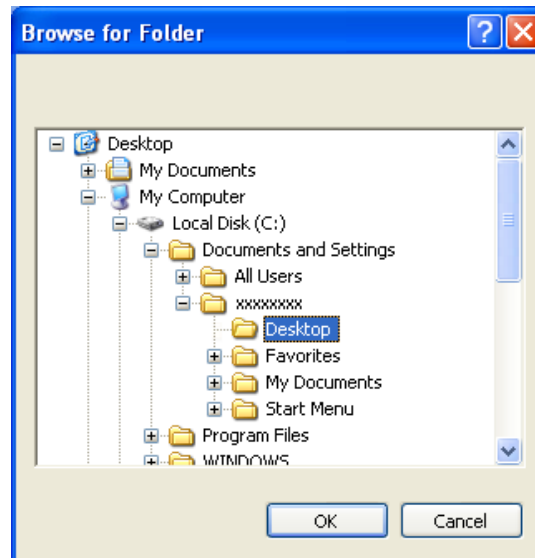 Browse for Folder
Desktop
My Documents
My Computer
Local Disk (C:)
Documents and Settings
All Users
xxxxxxxx
Desktop
Favorites
My Documents
Start Menu
Program Files
WINDOWS
OK Cancel